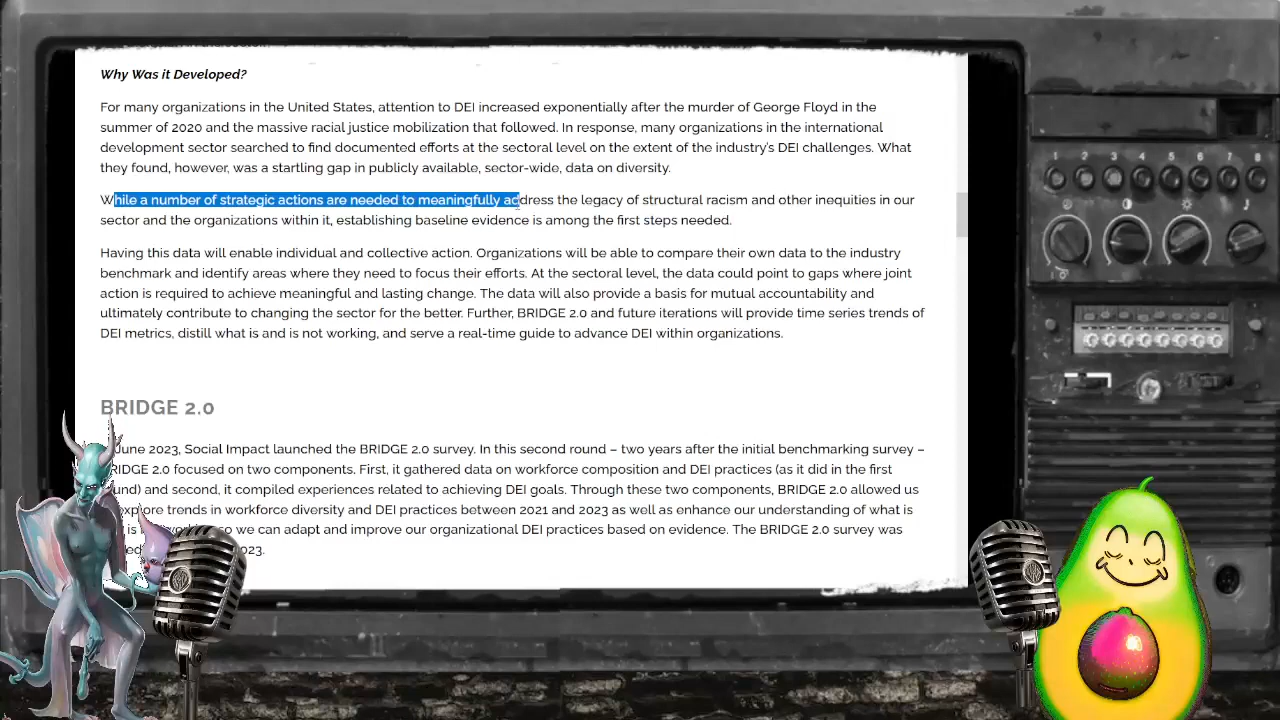 Why Was it Developed?
For many organizations in the United States, attention to DEI increased exponentially after the murder of George Floyd in the
summer of 2020 and the massive racial justice mobilization that followed. In response, many organizations in the international
development sector searched to find documented efforts at the sectoral level on the extent of the industry's DEI challenges. What
they found, however, was a startling gap in publicly available, sector-wide, data on diversity.
While a number of strategic actions are needed to meaningfully address the legacy of structural racism and other inequities in our
sector and the organizations within it, establishing baseline evidence is among the first steps needed.
Having this data will enable individual and collective action. Organizations will be able to compare their own data to the industry
benchmark and identify areas where they need to focus their efforts. At the sectoral level, the data could point to gaps where joint
action is required to achieve meaningful and lasting change. The data will also provide a basis for mutual accountability and
ultimately contribute to changing the sector for the better. Further, BRIDGE 2.0 and future iterations will provide time series trends of
DEI metrics, distill what is and is not working, and serve a real-time guide to advance DEI within organizations.
BRIDGE 2.0
June 2023, Social Impact launched the BRIDGE 2.0 survey. In this second round – two years after the initial benchmarking survey –
BRIDGE 2.0 focused on two components. First, it gathered data on workforce composition and DEI practices (as it did in the first
round) and second, it compiled experiences related to achieving DEI goals. Through these two components, BRIDGE 2.0 allowed us
explore trends in workforce diversity and DEI practices between 2021 and 2023 as well as enhance our understanding of what is
is so we can adapt and improve our organizational DEI practices based on evidence. The BRIDGE 2.0 survey was
023.
1 2 3 4 5 6 7 8